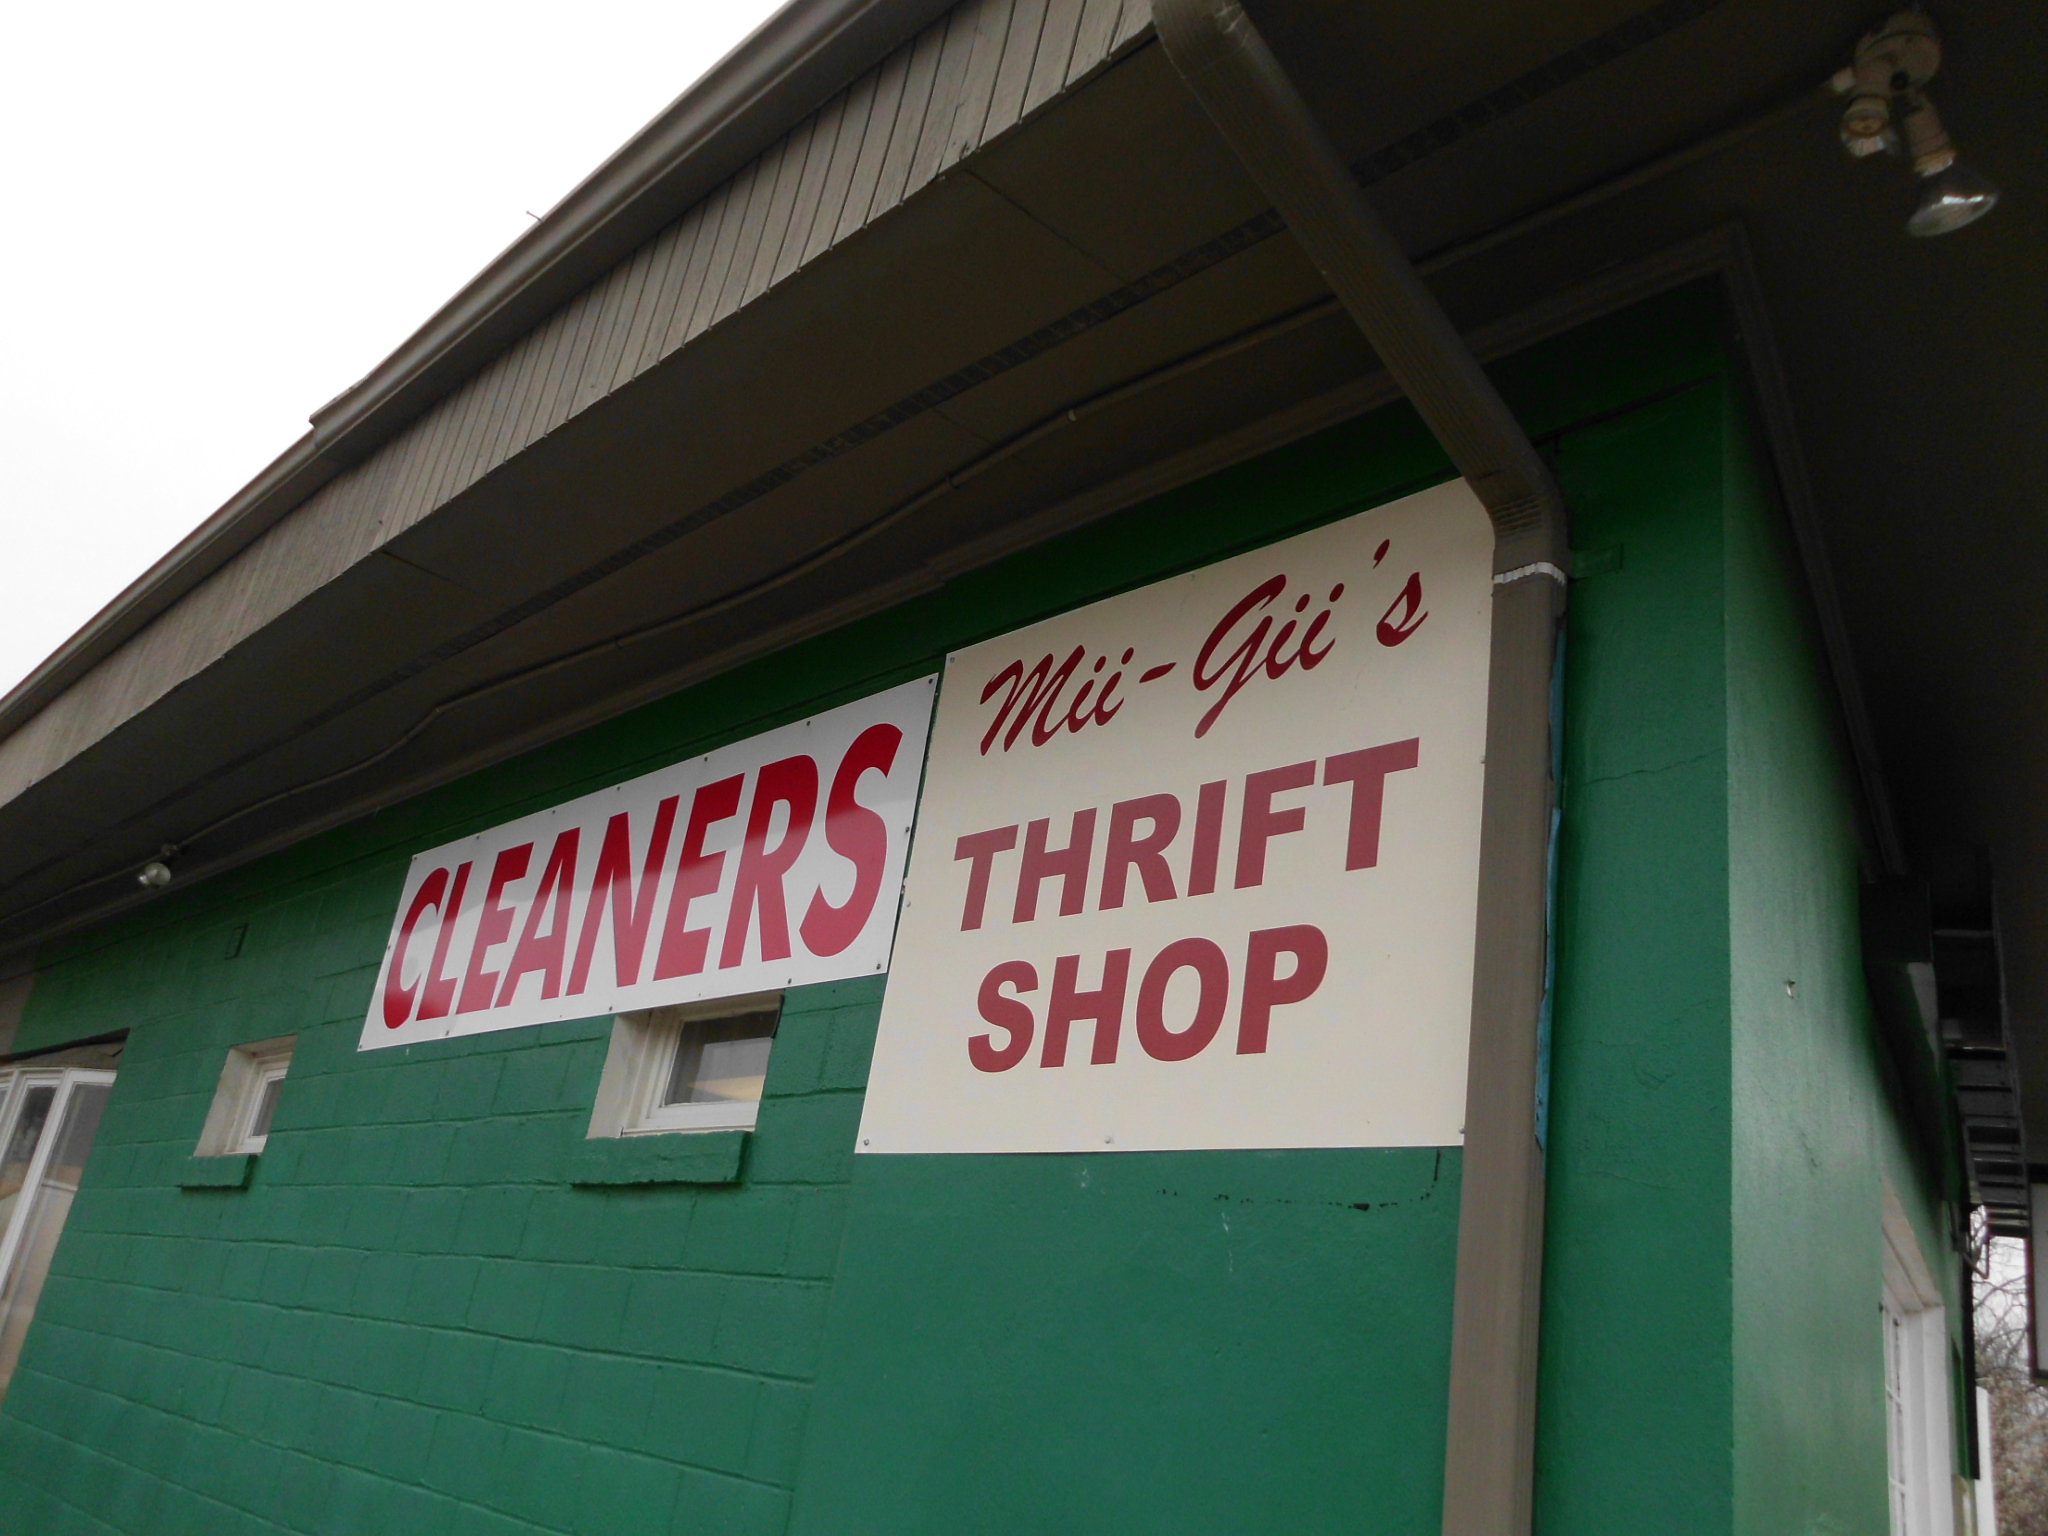 CLEANERS
Mii-Gii's
THRIFT
SHOP